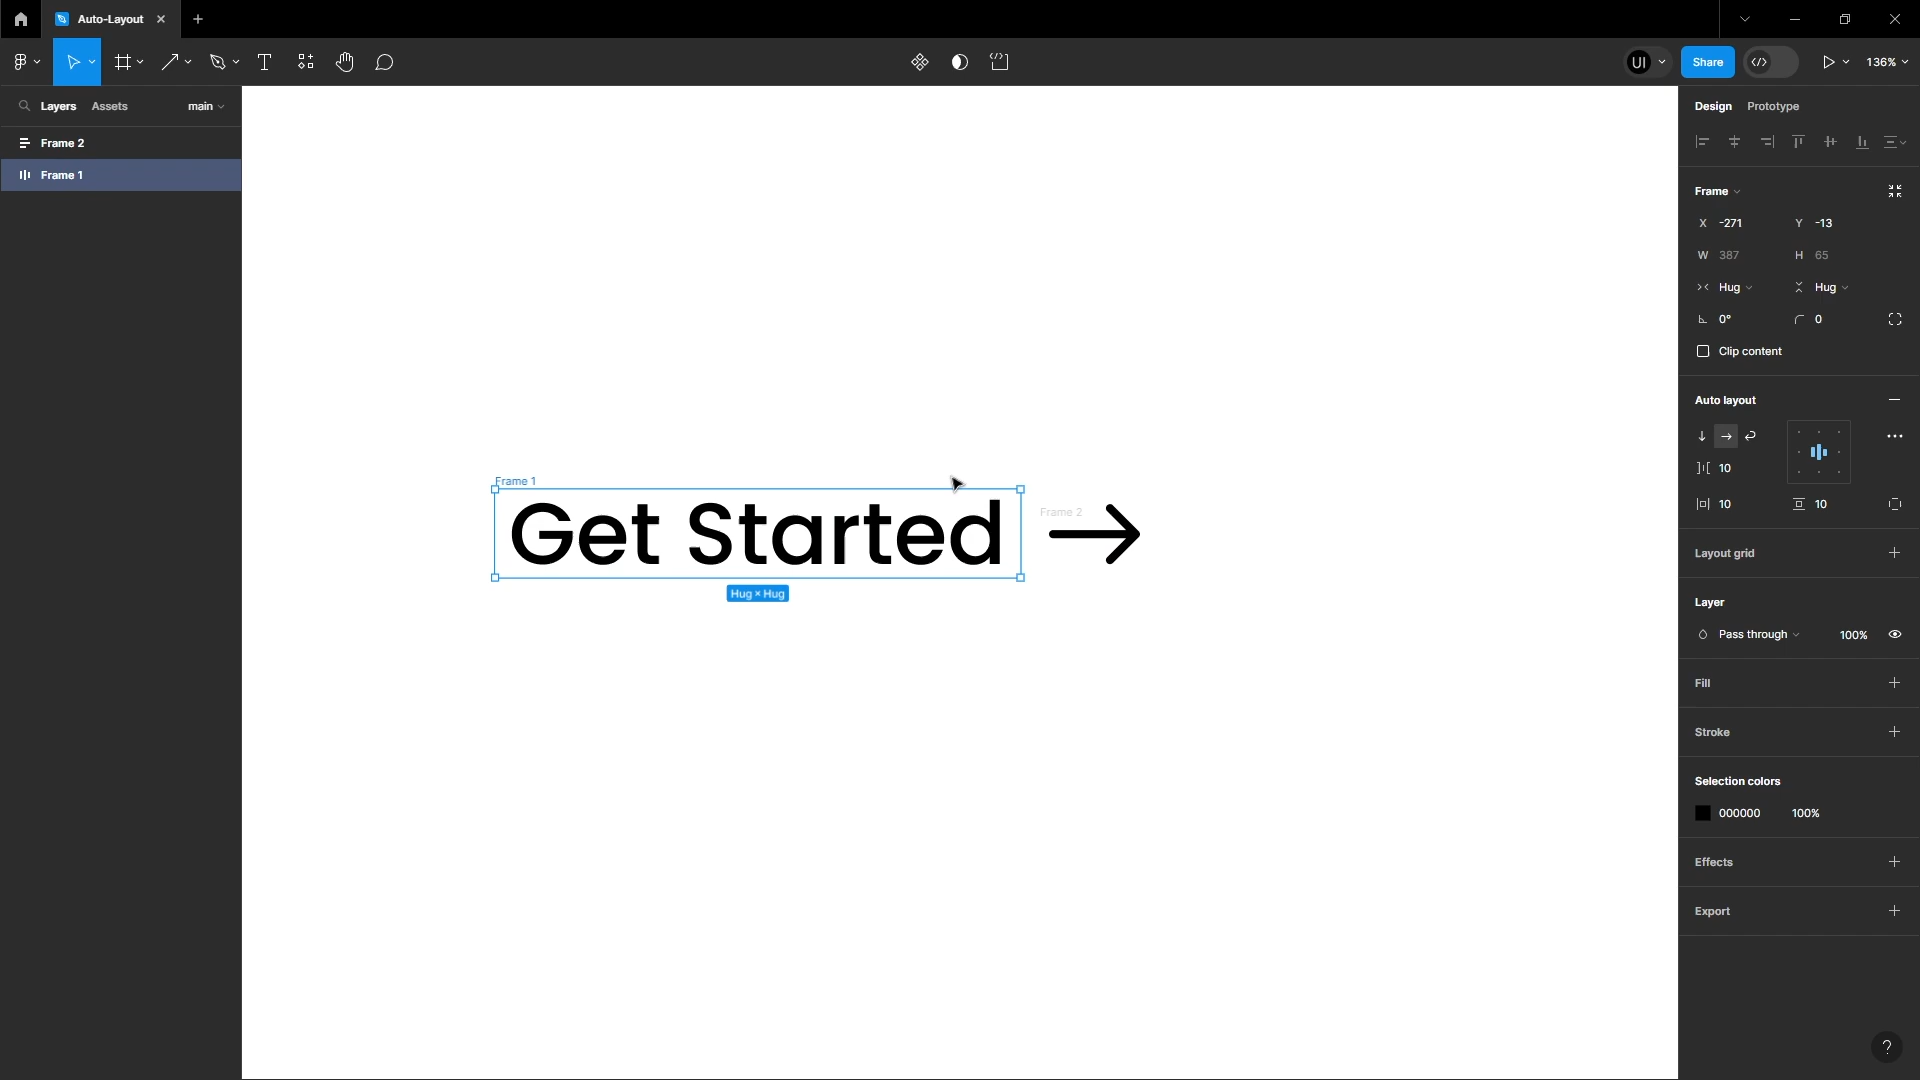 Auto-Layout
UI
Share
136%
Layers
Assets
main
Design
Prototype
Frame 2
Frame 1
Frame
X -271
Y -13
W 387
H 65
Hug
Hug
0°
0
Clip content
Auto layout
10
10
10
Frame 1
Get Started
Frame 2
Hug × Hug
Layout grid
Layer
Pass through
100%
Fill
Stroke
Selection colors
000000
100%
Effects
Export
?